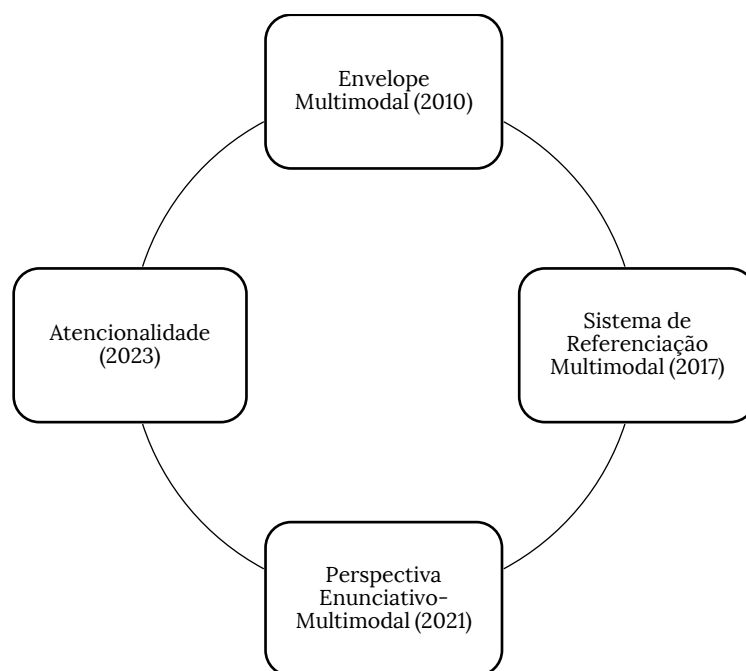 Envelope
Multimodal (2010)
Sistema de
Referenciação
Multimodal (2017)
Perspectiva
Enunciativo-
Multimodal (2021)
Atencionalidade
(2023)